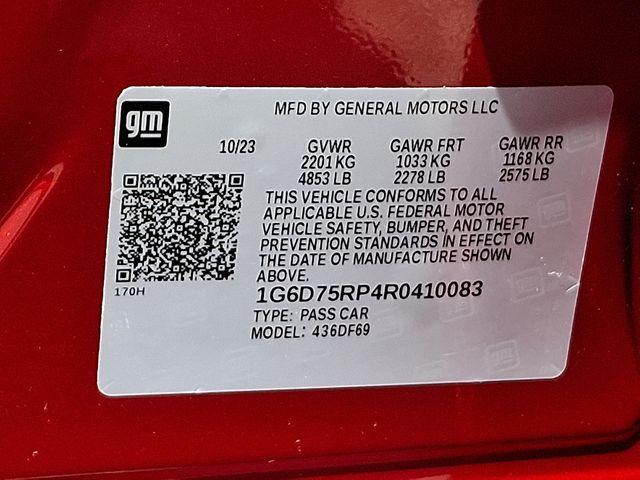 gm
MFD BY GENERAL MOTORS LLC
10/23 GVWR GAWR FRT GAWR RR
2201 KG 1033 KG 1168 KG
4853 LB 2278 LB 2575 LB
THIS VEHICLE CONFORMS TO ALL
APPLICABLE U.S. FEDERAL MOTOR
VEHICLE SAFETY, BUMPER, AND THEFT
PREVENTION STANDARDS IN EFFECT ON
THE DATE OF MANUFACTURE SHOWN
ABOVE.
170H
1G6D75RP4R0410083
TYPE: PASS CAR
MODEL: 436DF69